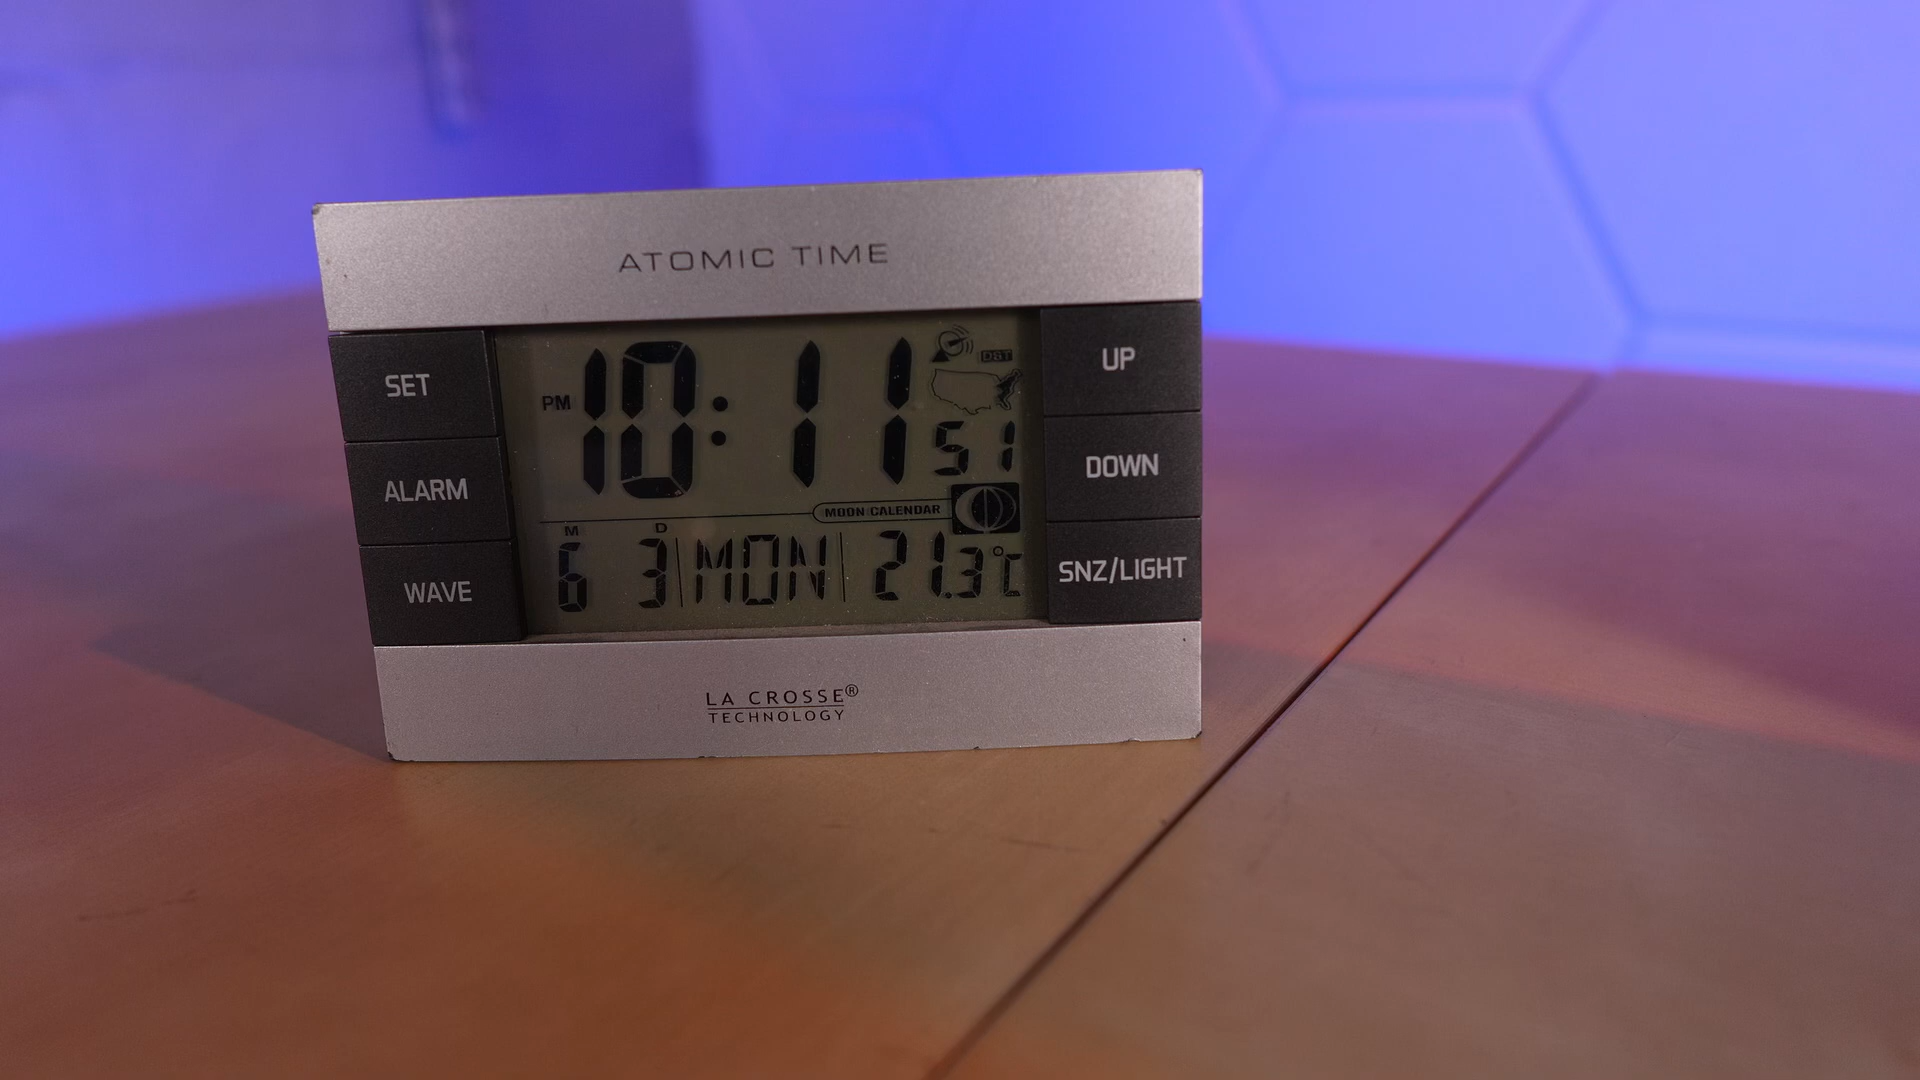 ATOMIC TIME
SET
ALARM
WAVE
PM 10:11 51
DST
MOON CALENDAR
M D
6 3 MON 21.3°C
UP
DOWN
SNZ/LIGHT
LA CROSSE®
TECHNOLOGY